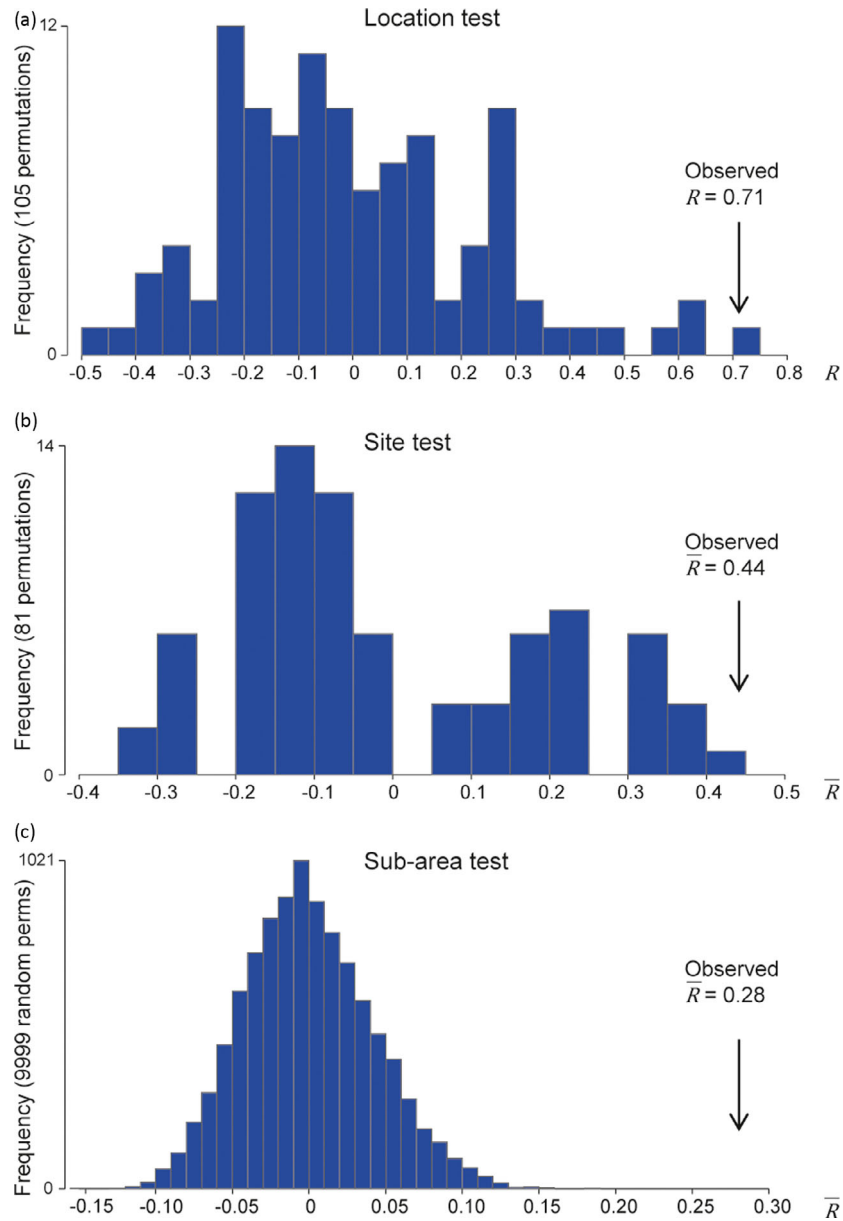 (a)
Location test
Frequency (105 permutations)
12
0
Observed
R = 0.71
-0.5 -0.4 -0.3 -0.2 -0.1 0 0.1 0.2 0.3 0.4 0.5 0.6 0.7 0.8 R
(b)
Site test
Frequency (81 permutations)
14
0
Observed
R̅ = 0.44
-0.4 -0.3 -0.2 -0.1 0 0.1 0.2 0.3 0.4 0.5 R̅
(c)
Sub-area test
Frequency (9999 random perms)
1021
0
Observed
R̅ = 0.28
-0.15 -0.10 -0.05 0 0.05 0.10 0.15 0.20 0.25 0.30 R̅